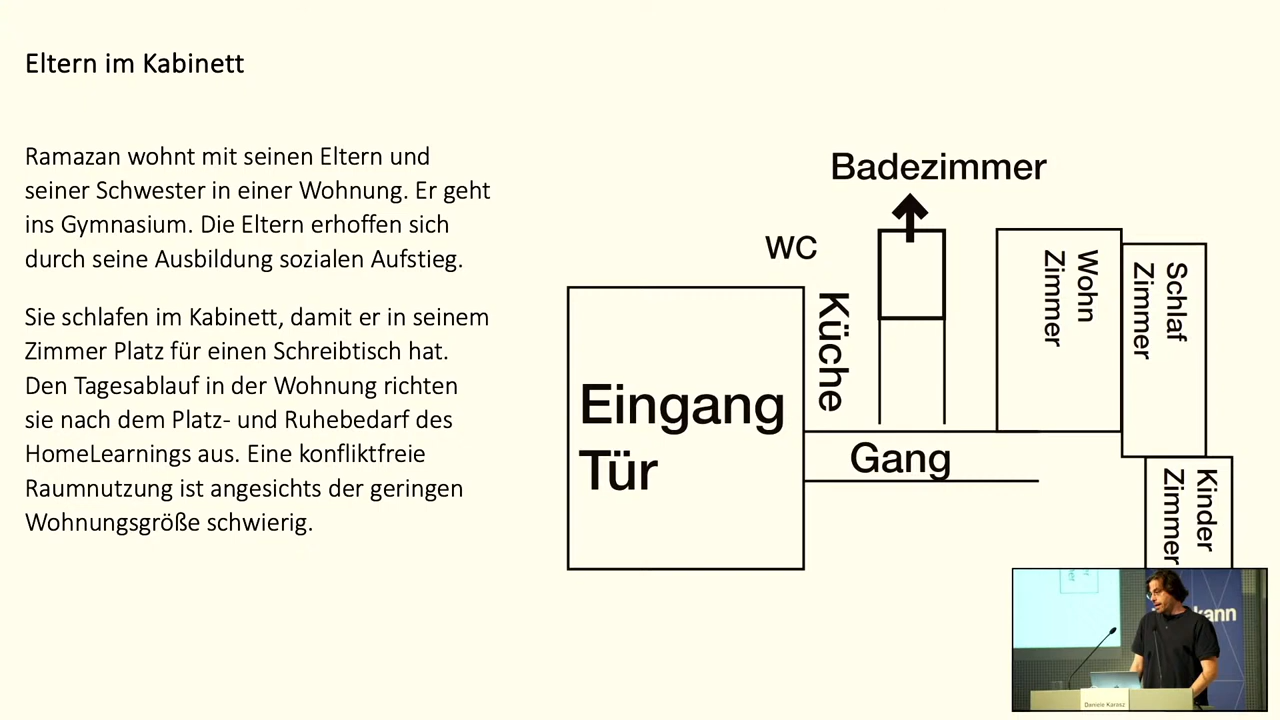 Eltern im Kabinett
Ramazan wohnt mit seinen Eltern und
seiner Schwester in einer Wohnung. Er geht
ins Gymnasium. Die Eltern erhoffen sich
durch seine Ausbildung sozialen Aufstieg.
Sie schlafen im Kabinett, damit er in seinem
Zimmer Platz für einen Schreibtisch hat.
Den Tagesablauf in der Wohnung richten
sie nach dem Platz- und Ruhebedarf des
HomeLearnings aus. Eine konfliktfreie
Raumnutzung ist angesichts der geringen
Wohnungsgröße schwierig.
Badezimmer
WC
Küche
Eingang
Tür
Gang
Wohn
Zimmer
Schlaf
Zimmer
Kinder
Zimmer
kann
Daniele Karasz